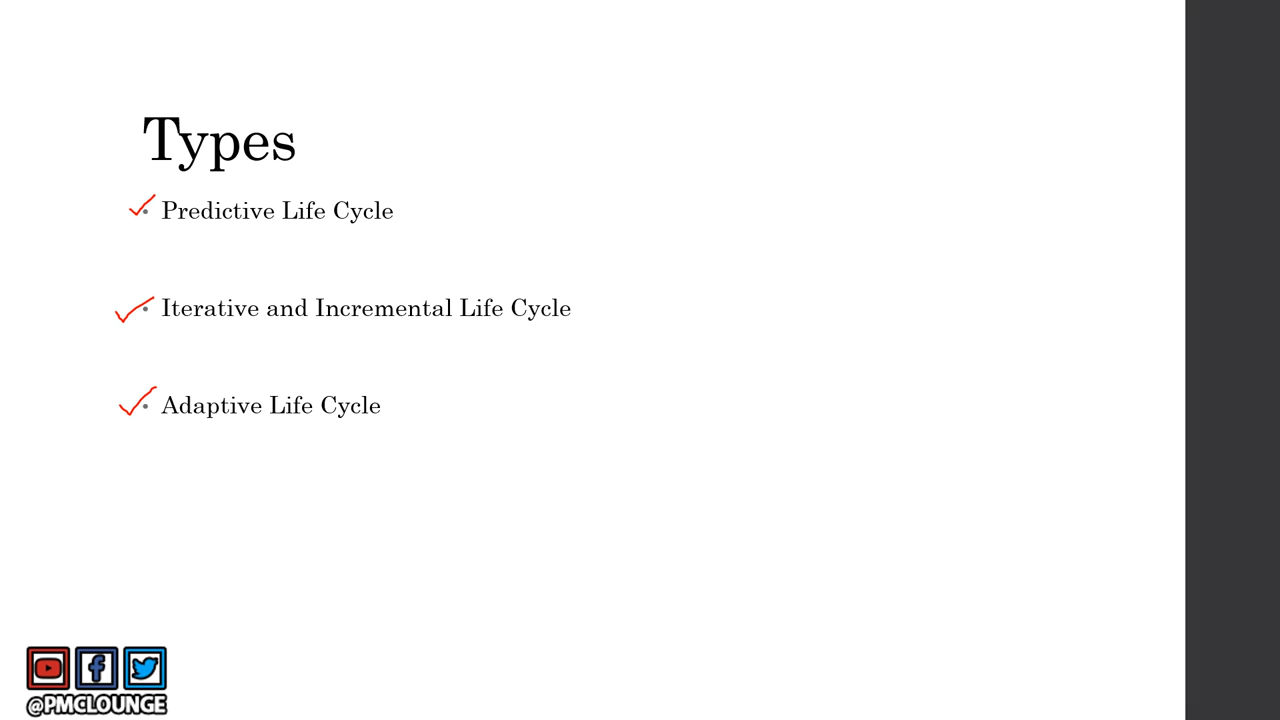 Types
• Predictive Life Cycle
• Iterative and Incremental Life Cycle
• Adaptive Life Cycle
@PMCLOUNGE